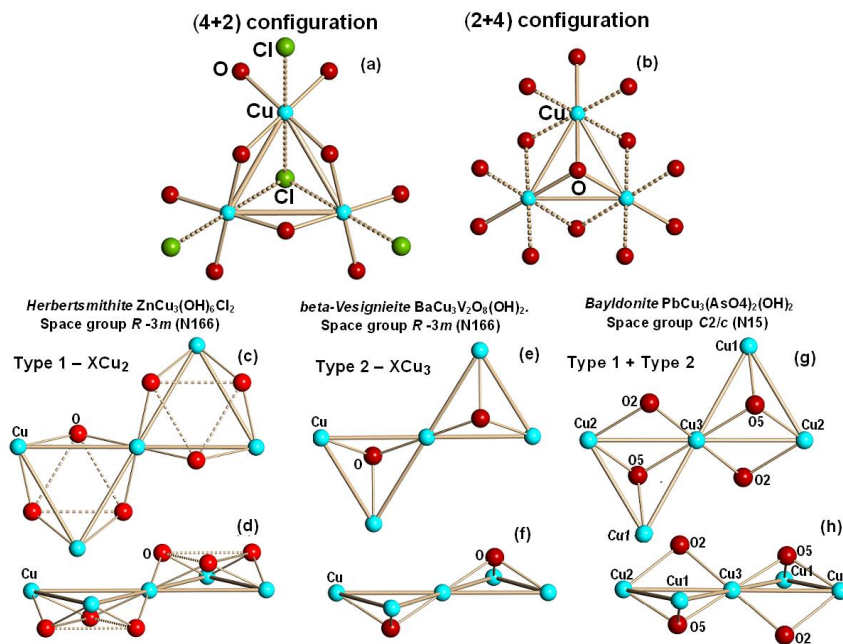 (4+2) configuration
(2+4) configuration
Cl
(a)
(b)
O
Cu
Cu
Cl
O
Herbertsmithite ZnCu3(OH)6Cl2
Space group R -3m (N166)
beta-Vesignieite BaCu3V2O8(OH)2.
Space group R -3m (N166)
Bayldonite PbCu3(AsO4)2(OH)2
Space group C2/c (N15)
Type 1 – XCu2
(c)
Type 2 – XCu3
(e)
Type 1 + Type 2
Cu1
(g)
O
Cu
Cu
O
O2
Cu2
Cu3
O5
Cu2
O5
O2
Cu1
(d)
(f)
(h)
O
Cu
O
Cu
O2
O5
Cu2
Cu1
Cu3
Cu1
Cu
O5
O2